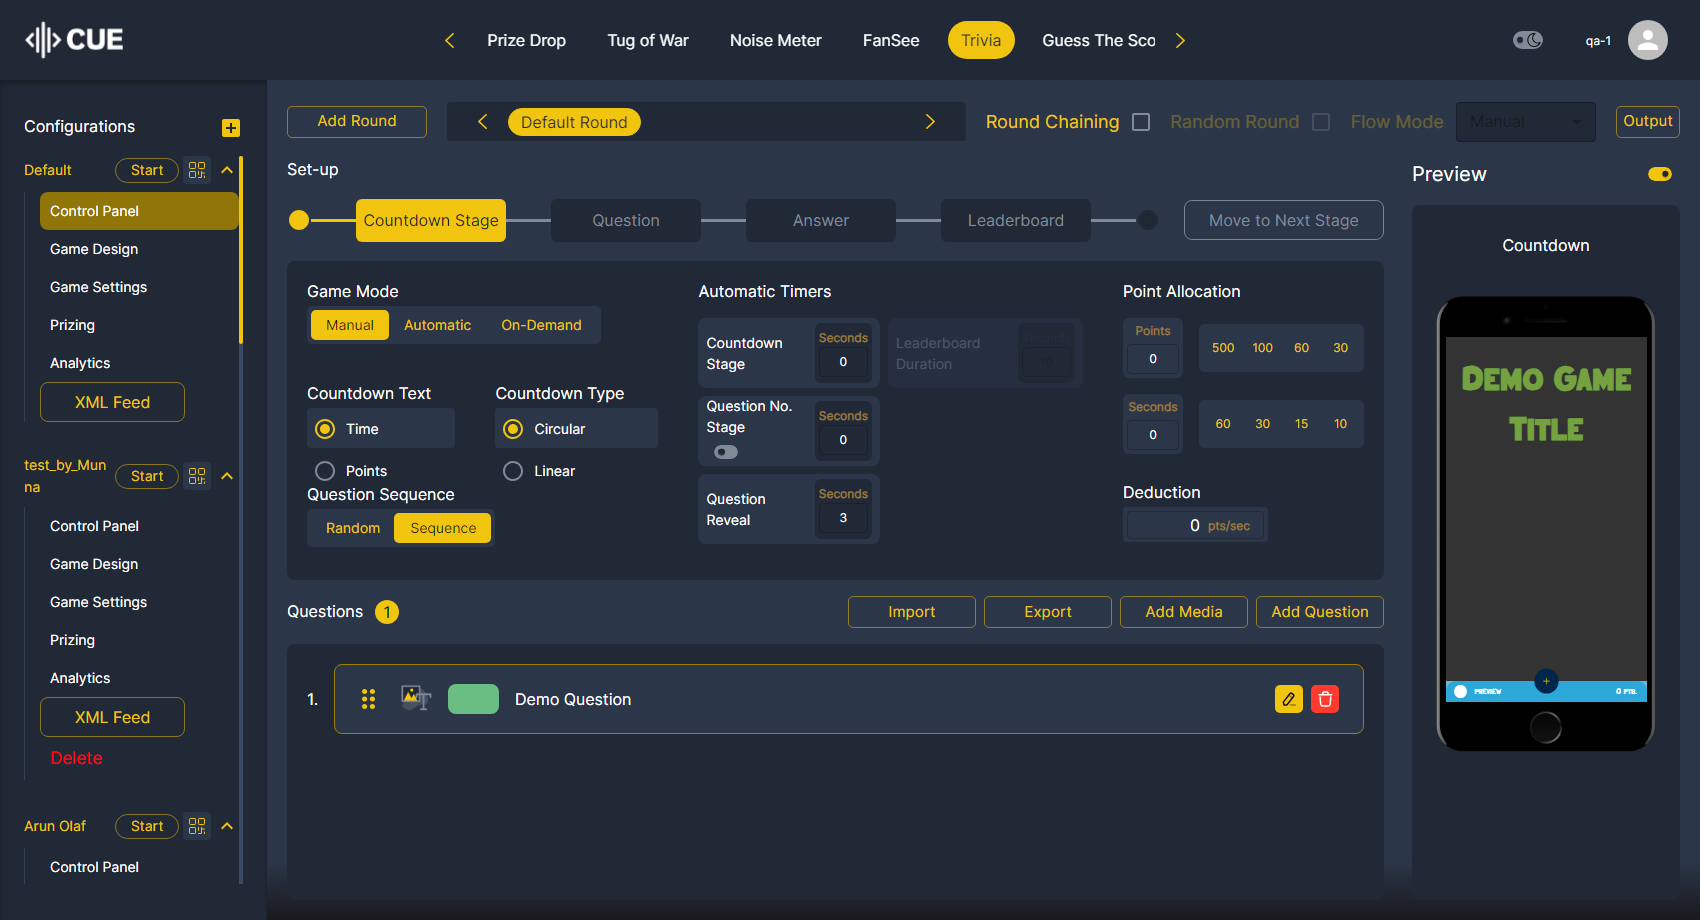 CUE
Prize Drop
Tug of War
Noise Meter
FanSee
Trivia
Guess The Sco
qa-1
Configurations
Default
Start
Control Panel
Game Design
Game Settings
Prizing
Analytics
XML Feed
test_by_Mun
na
Start
Control Panel
Game Design
Game Settings
Prizing
Analytics
XML Feed
Delete
Arun Olaf
Start
Control Panel
Add Round
Default Round
Round Chaining
Random Round
Flow Mode
Manual
Output
Set-up
Countdown Stage
Question
Answer
Leaderboard
Move to Next Stage
Game Mode
Manual
Automatic
On-Demand
Countdown Text
Time
Points
Countdown Type
Circular
Linear
Question Sequence
Random
Sequence
Automatic Timers
Countdown
Stage
Seconds
0
Leaderboard
Duration
Seconds
10
Question No.
Stage
Seconds
0
Question
Reveal
Seconds
3
Point Allocation
Points
0
500 100 60 30
Seconds
0
60 30 15 10
Deduction
0 pts/sec
Questions 1
Import
Export
Add Media
Add Question
1.
Demo Question
Preview
Countdown
Demo Game
Title
PREVIEW
0 PTS.